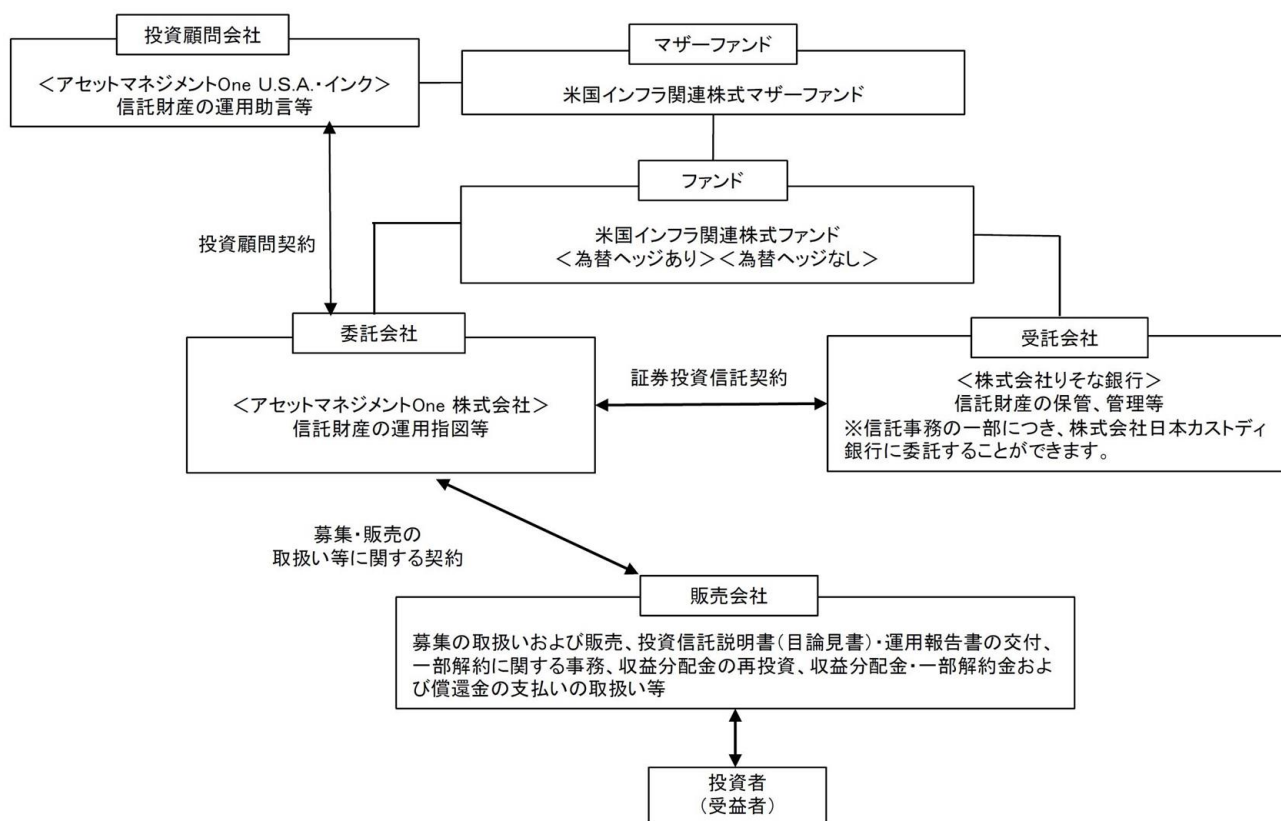 投資顧問会社
＜アセットマネジメントOne U.S.A.・インク＞
信託財産の運用助言等
マザーファンド
米国インフラ関連株式マザーファンド
ファンド
米国インフラ関連株式ファンド
＜為替ヘッジあり＞＜為替ヘッジなし＞
投資顧問契約
委託会社
＜アセットマネジメントOne 株式会社＞
信託財産の運用指図等
証券投資信託契約
受託会社
＜株式会社りそな銀行＞
信託財産の保管、管理等
※信託事務の一部につき、株式会社日本カストディ
銀行に委託することができます。
募集・販売の
取扱い等に関する契約
販売会社
募集の取扱いおよび販売、投資信託説明書（目論見書）・運用報告書の交付、
一部解約に関する事務、収益分配金の再投資、収益分配金・一部解約金およ
び償還金の支払いの取扱い等
投資者
（受益者）